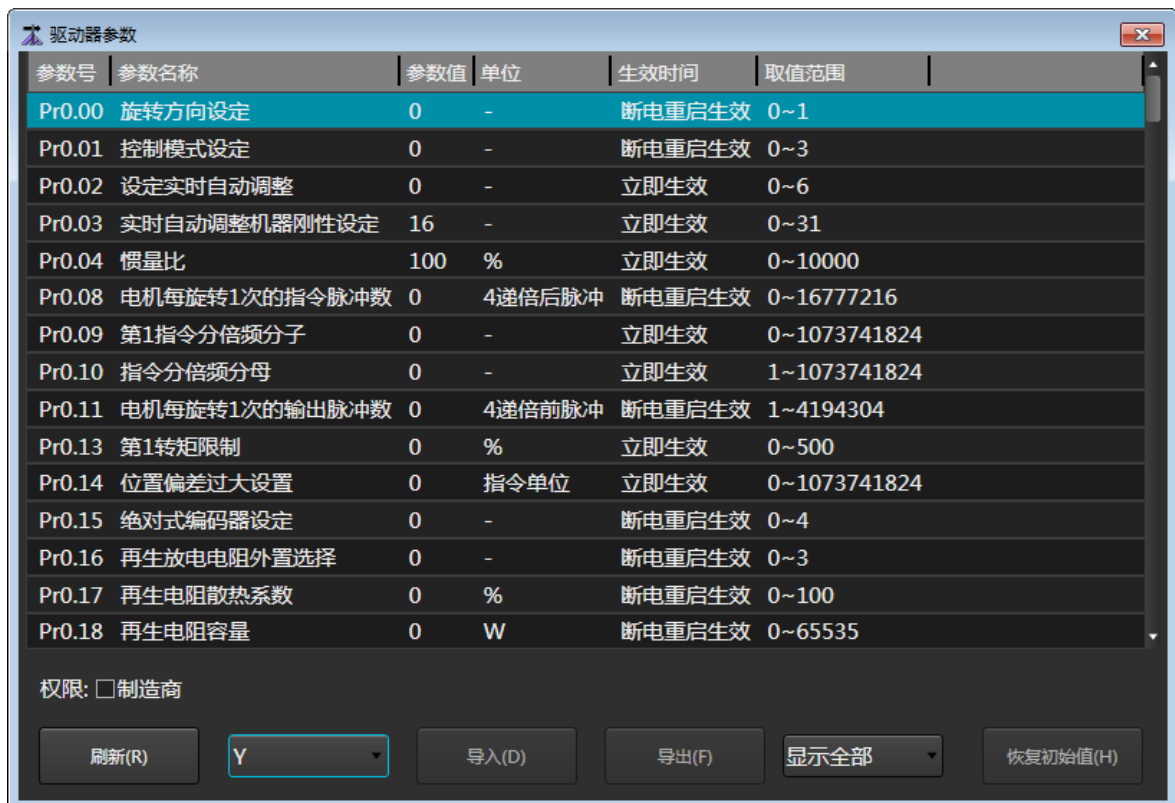 驱动器参数
参数号 参数名称 参数值 单位 生效时间 取值范围
Pr0.00 旋转方向设定 0 - 断电重启生效 0~1
Pr0.01 控制模式设定 0 - 断电重启生效 0~3
Pr0.02 设定实时自动调整 0 - 立即生效 0~6
Pr0.03 实时自动调整机器刚性设定 16 - 立即生效 0~31
Pr0.04 惯量比 100 % 立即生效 0~10000
Pr0.08 电机每旋转1次的指令脉冲数 0 4递倍后脉冲 断电重启生效 0~16777216
Pr0.09 第1指令分倍频分子 0 - 立即生效 0~1073741824
Pr0.10 指令分倍频分母 0 - 立即生效 1~1073741824
Pr0.11 电机每旋转1次的输出脉冲数 0 4递倍前脉冲 断电重启生效 1~4194304
Pr0.13 第1转矩限制 0 % 立即生效 0~500
Pr0.14 位置偏差过大设置 0 指令单位 立即生效 0~1073741824
Pr0.15 绝对式编码器设定 0 - 断电重启生效 0~4
Pr0.16 再生放电电阻外置选择 0 - 断电重启生效 0~3
Pr0.17 再生电阻散热系数 0 % 断电重启生效 0~100
Pr0.18 再生电阻容量 0 W 断电重启生效 0~65535
权限: 制造商
刷新(R) Y 导入(D) 导出(F) 显示全部 恢复初始值(H)